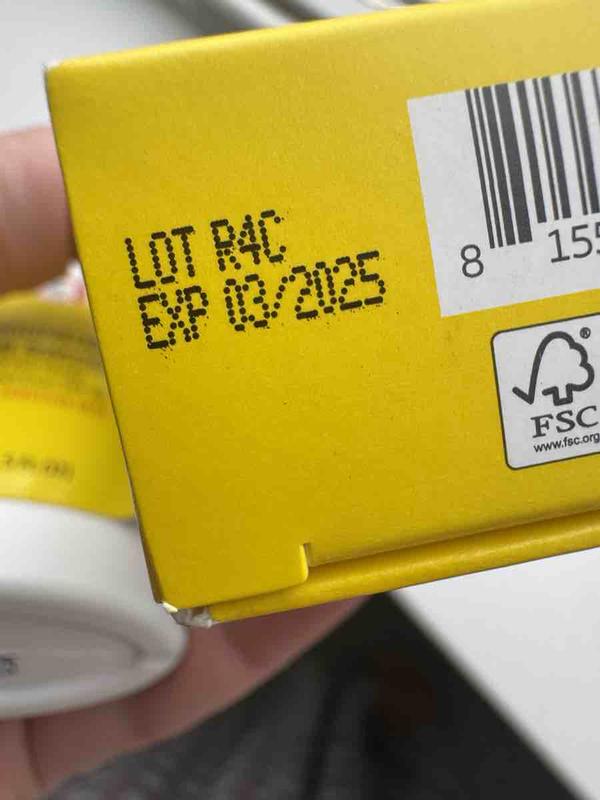 LOT R4C
EXP 03/2025
8 155
®
FSC
www.fsc.org